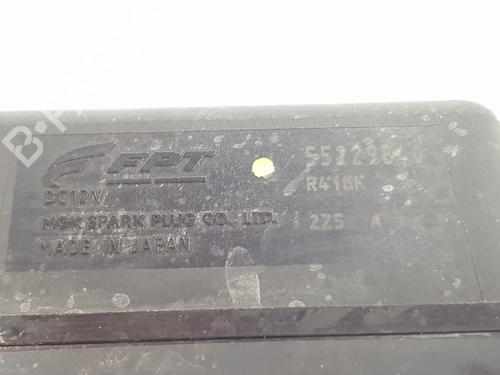 FPT
DC12V
R416K
NGK SPARK PLUG CO., LTD.
225 A
MADE IN JAPAN